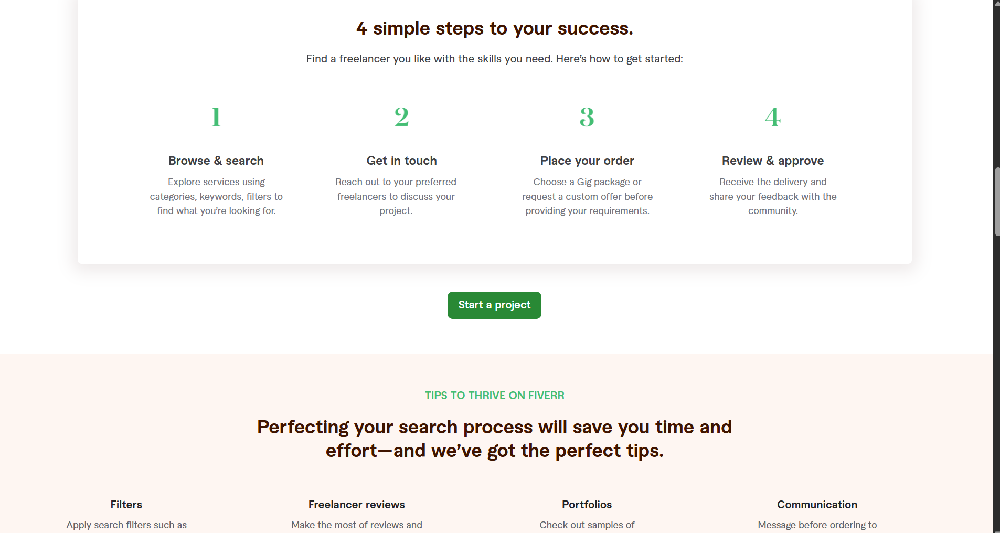 4 simple steps to your success.
Find a freelancer you like with the skills you need. Here’s how to get started:
1
Browse & search
Explore services using
categories, keywords, filters to
find what you’re looking for.
2
Get in touch
Reach out to your preferred
freelancers to discuss your
project.
3
Place your order
Choose a Gig package or
request a custom offer before
providing your requirements.
4
Review & approve
Receive the delivery and
share your feedback with the
community.
Start a project
TIPS TO THRIVE ON FIVERR
Perfecting your search process will save you time and
effort—and we’ve got the perfect tips.
Filters
Apply search filters such as
Freelancer reviews
Make the most of reviews and
Portfolios
Check out samples of
Communication
Message before ordering to